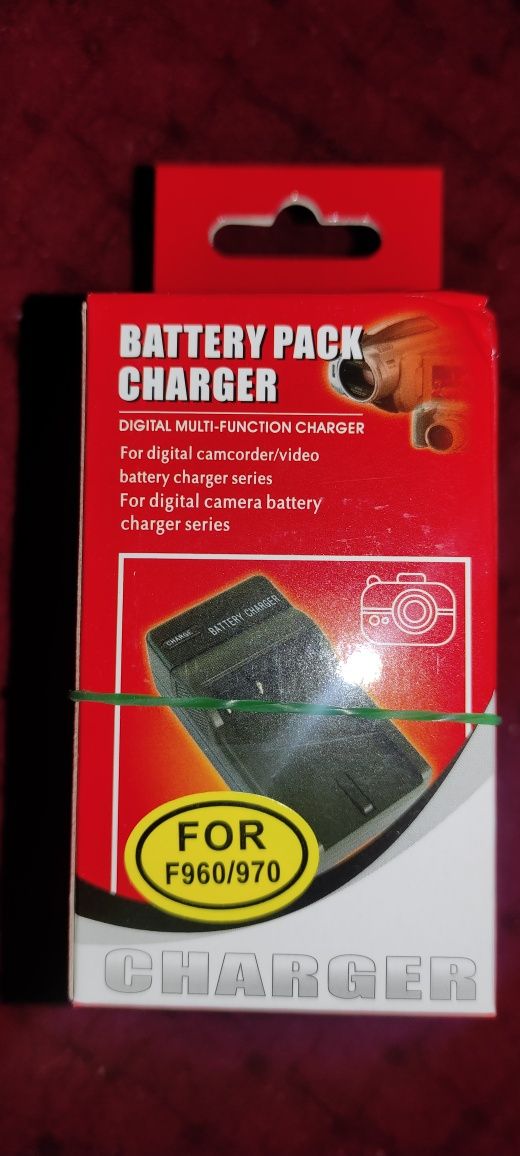 BATTERY PACK
CHARGER
DIGITAL MULTI-FUNCTION CHARGER
For digital camcorder/video
battery charger series
For digital camera battery
charger series
CHARGE
BATTERY CHARGER
FOR
F960/970
CHARGER